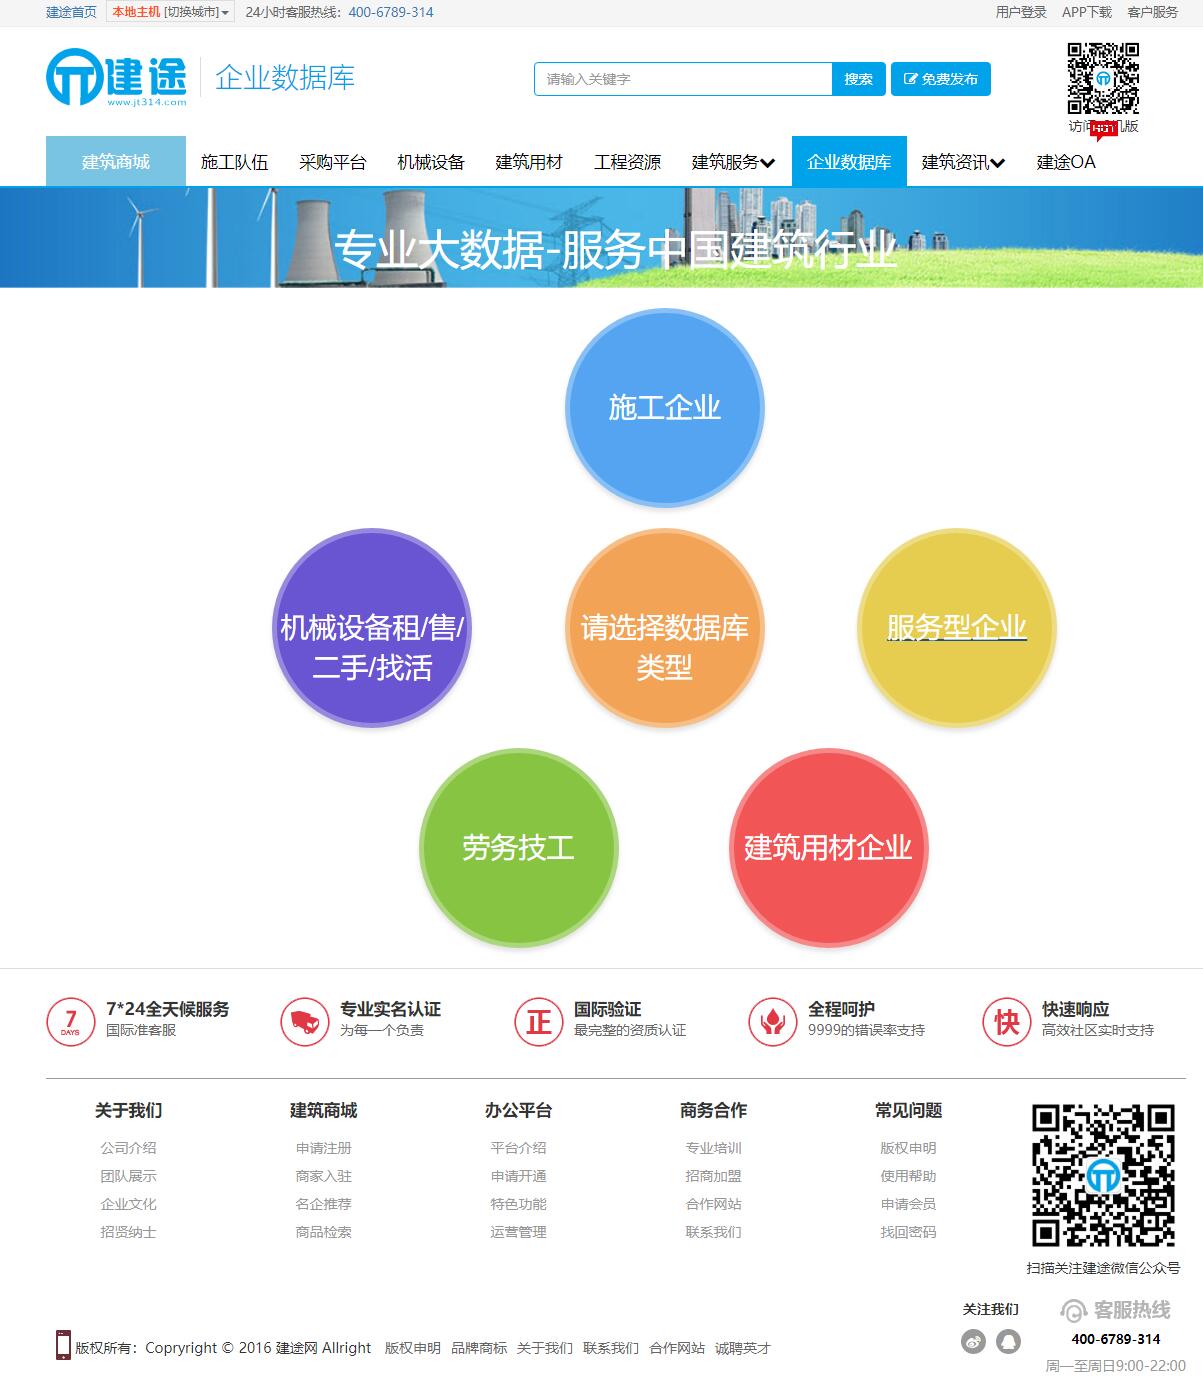 建途首页 本地主机 [切换城市] 24小时客服热线：400-6789-314 用户登录 APP下载 客户服务
建途 www.jt314.com 企业数据库 请输入关键字 搜索 免费发布
建筑商城 施工队伍 采购平台 机械设备 建筑用材 工程资源 建筑服务 企业数据库 建筑资讯 建途OA
专业大数据-服务中国建筑行业
施工企业
机械设备租/售/
二手/找活
请选择数据库
类型
服务型企业
劳务技工
建筑用材企业
7 DAYS
7*24全天候服务
国际准客服
专业实名认证
为每一个负责
正
国际验证
最完整的资质认证
全程呵护
9999的错误率支持
快
快速响应
高效社区实时支持
关于我们
公司介绍
团队展示
企业文化
招贤纳士
建筑商城
申请注册
商家入驻
名企推荐
商品检索
办公平台
平台介绍
申请开通
特色功能
运营管理
商务合作
专业培训
招商加盟
合作网站
联系我们
常见问题
版权申明
使用帮助
申请会员
找回密码
扫描关注建途微信公众号
关注我们
客服热线
400-6789-314
周一至周日9:00-22:00
版权所有：Copryright © 2016 建途网 Allright 版权申明 品牌商标 关于我们 联系我们 合作网站 诚聘英才